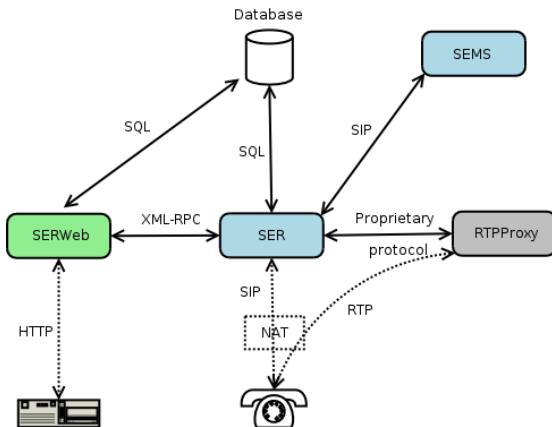 Database
SEMS
SQL
SIP
SQL
XML-RPC
Proprietary
SERWeb
SER
RTPProxy
protocol
SIP
RTP
HTTP
NAT